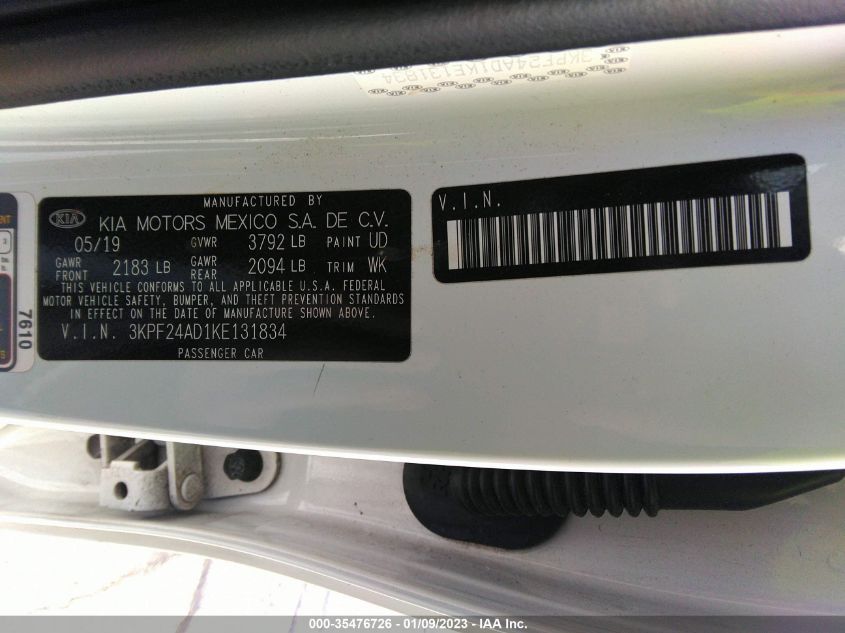 3KPF24AD1KE131834
MANUFACTURED BY
KIA KIA MOTORS MEXICO S.A. DE C.V.
05/19 GVWR 3792 LB PAINT UD
GAWR FRONT 2183 LB GAWR REAR 2094 LB TRIM WK
THIS VEHICLE CONFORMS TO ALL APPLICABLE U.S.A. FEDERAL
MOTOR VEHICLE SAFETY, BUMPER, AND THEFT PREVENTION STANDARDS
IN EFFECT ON THE DATE OF MANUFACTURE SHOWN ABOVE.
V.I.N. 3KPF24AD1KE131834
PASSENGER CAR
V.I.N.
7610
000-35476726 - 01/09/2023 - IAA Inc.